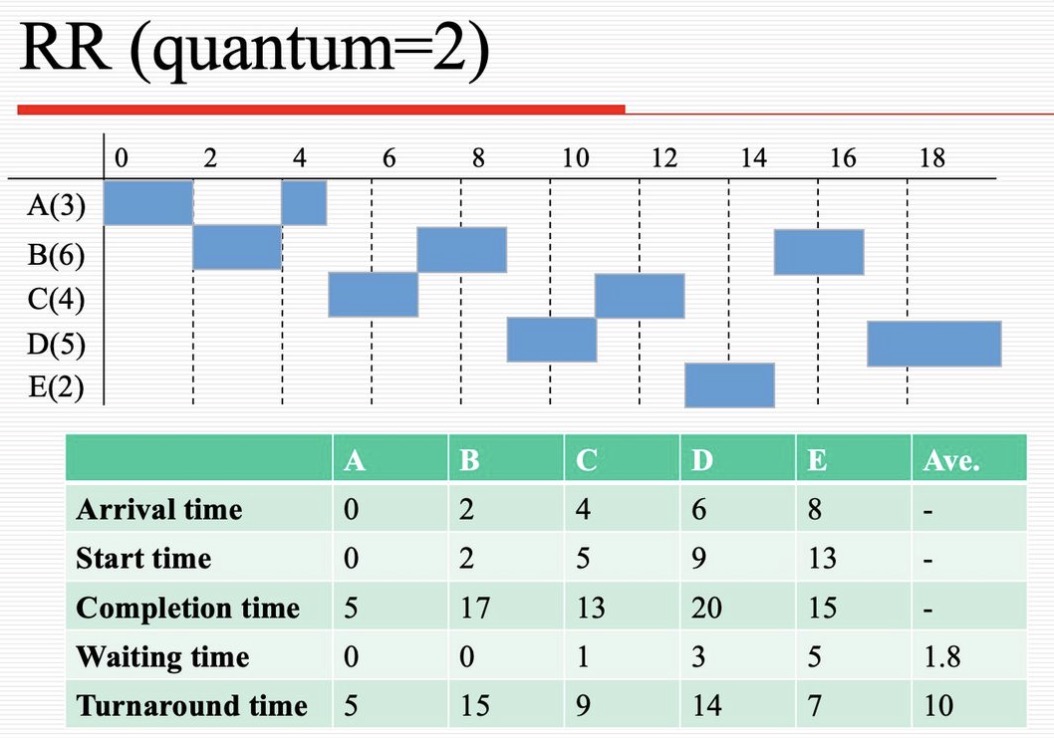 RR (quantum=2)
0 2 4 6 8 10 12 14 16 18
A(3)
B(6)
C(4)
D(5)
E(2)
A B C D E Ave.
Arrival time 0 2 4 6 8 -
Start time 0 2 5 9 13 -
Completion time 5 17 13 20 15 -
Waiting time 0 0 1 3 5 1.8
Turnaround time 5 15 9 14 7 10